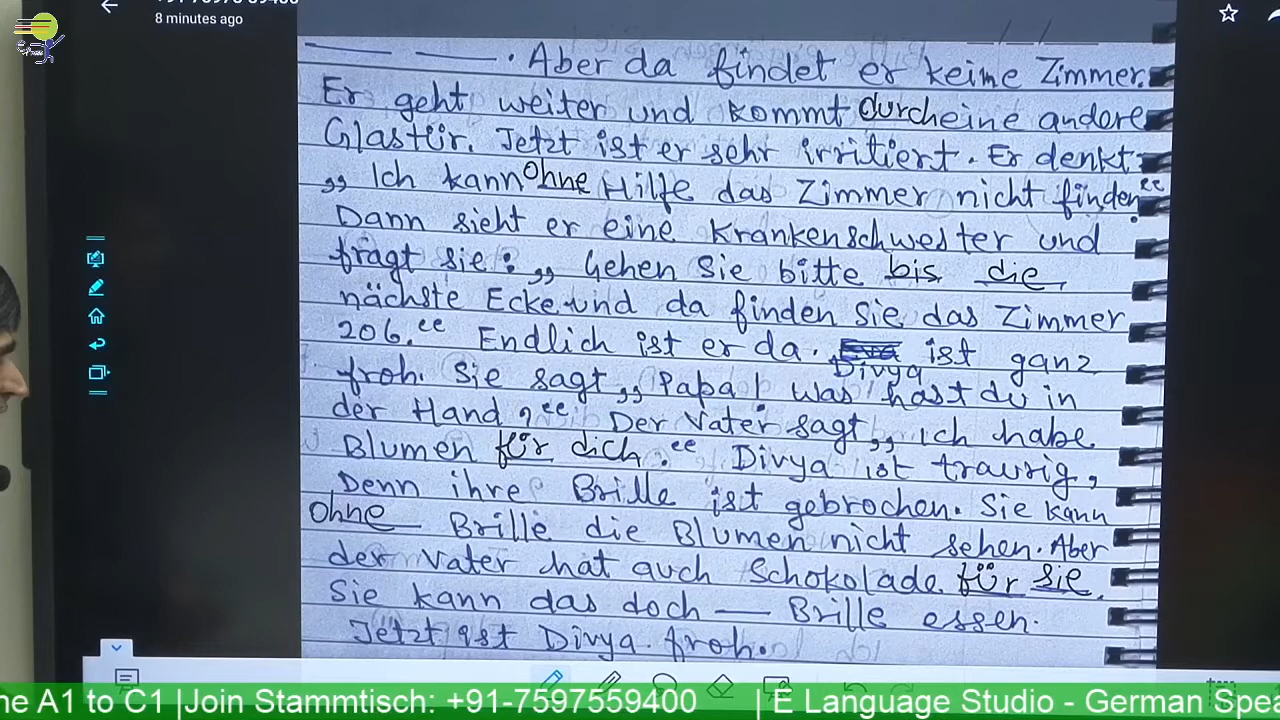 8 minutes ago
____ ____. Aber da findet er keine Zimmer.
Er geht weiter und kommt durch eine andere
Glastür. Jetzt ist er sehr irritiert. Er denkt:
„ Ich kann ohne Hilfe das Zimmer nicht finden“.
Dann sieht er eine Krankenschwester und
frägt sie: „ Gehen Sie bitte bis die
nächste Ecke und da finden Sie das Zimmer
206.“ Endlich ist er da. Divya ist ganz
froh. Sie sagt „ Papa! Was hast du in
der Hand ?“ Der Vater sagt „ ich habe
Blumen für dich.“ Divya ist traurig,
Denn ihre Brille ist gebrochen. Sie kann
Ohne Brille die Blumen nicht sehen. Aber
der Vater hat auch Schokolade für sie.
Sie kann das doch ___ Brille essen.
Jetzt ist Divya froh.
he A1 to C1 |Join Stammtisch: +91-7597559400 | E Language Studio - German Spea